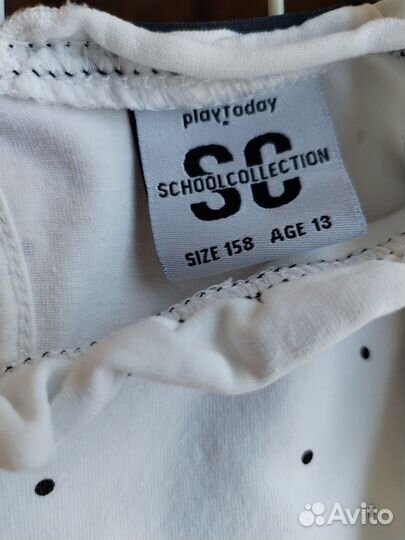 playToday
SC
SCHOOLCOLLECTION
SIZE 158 AGE 13
Avito